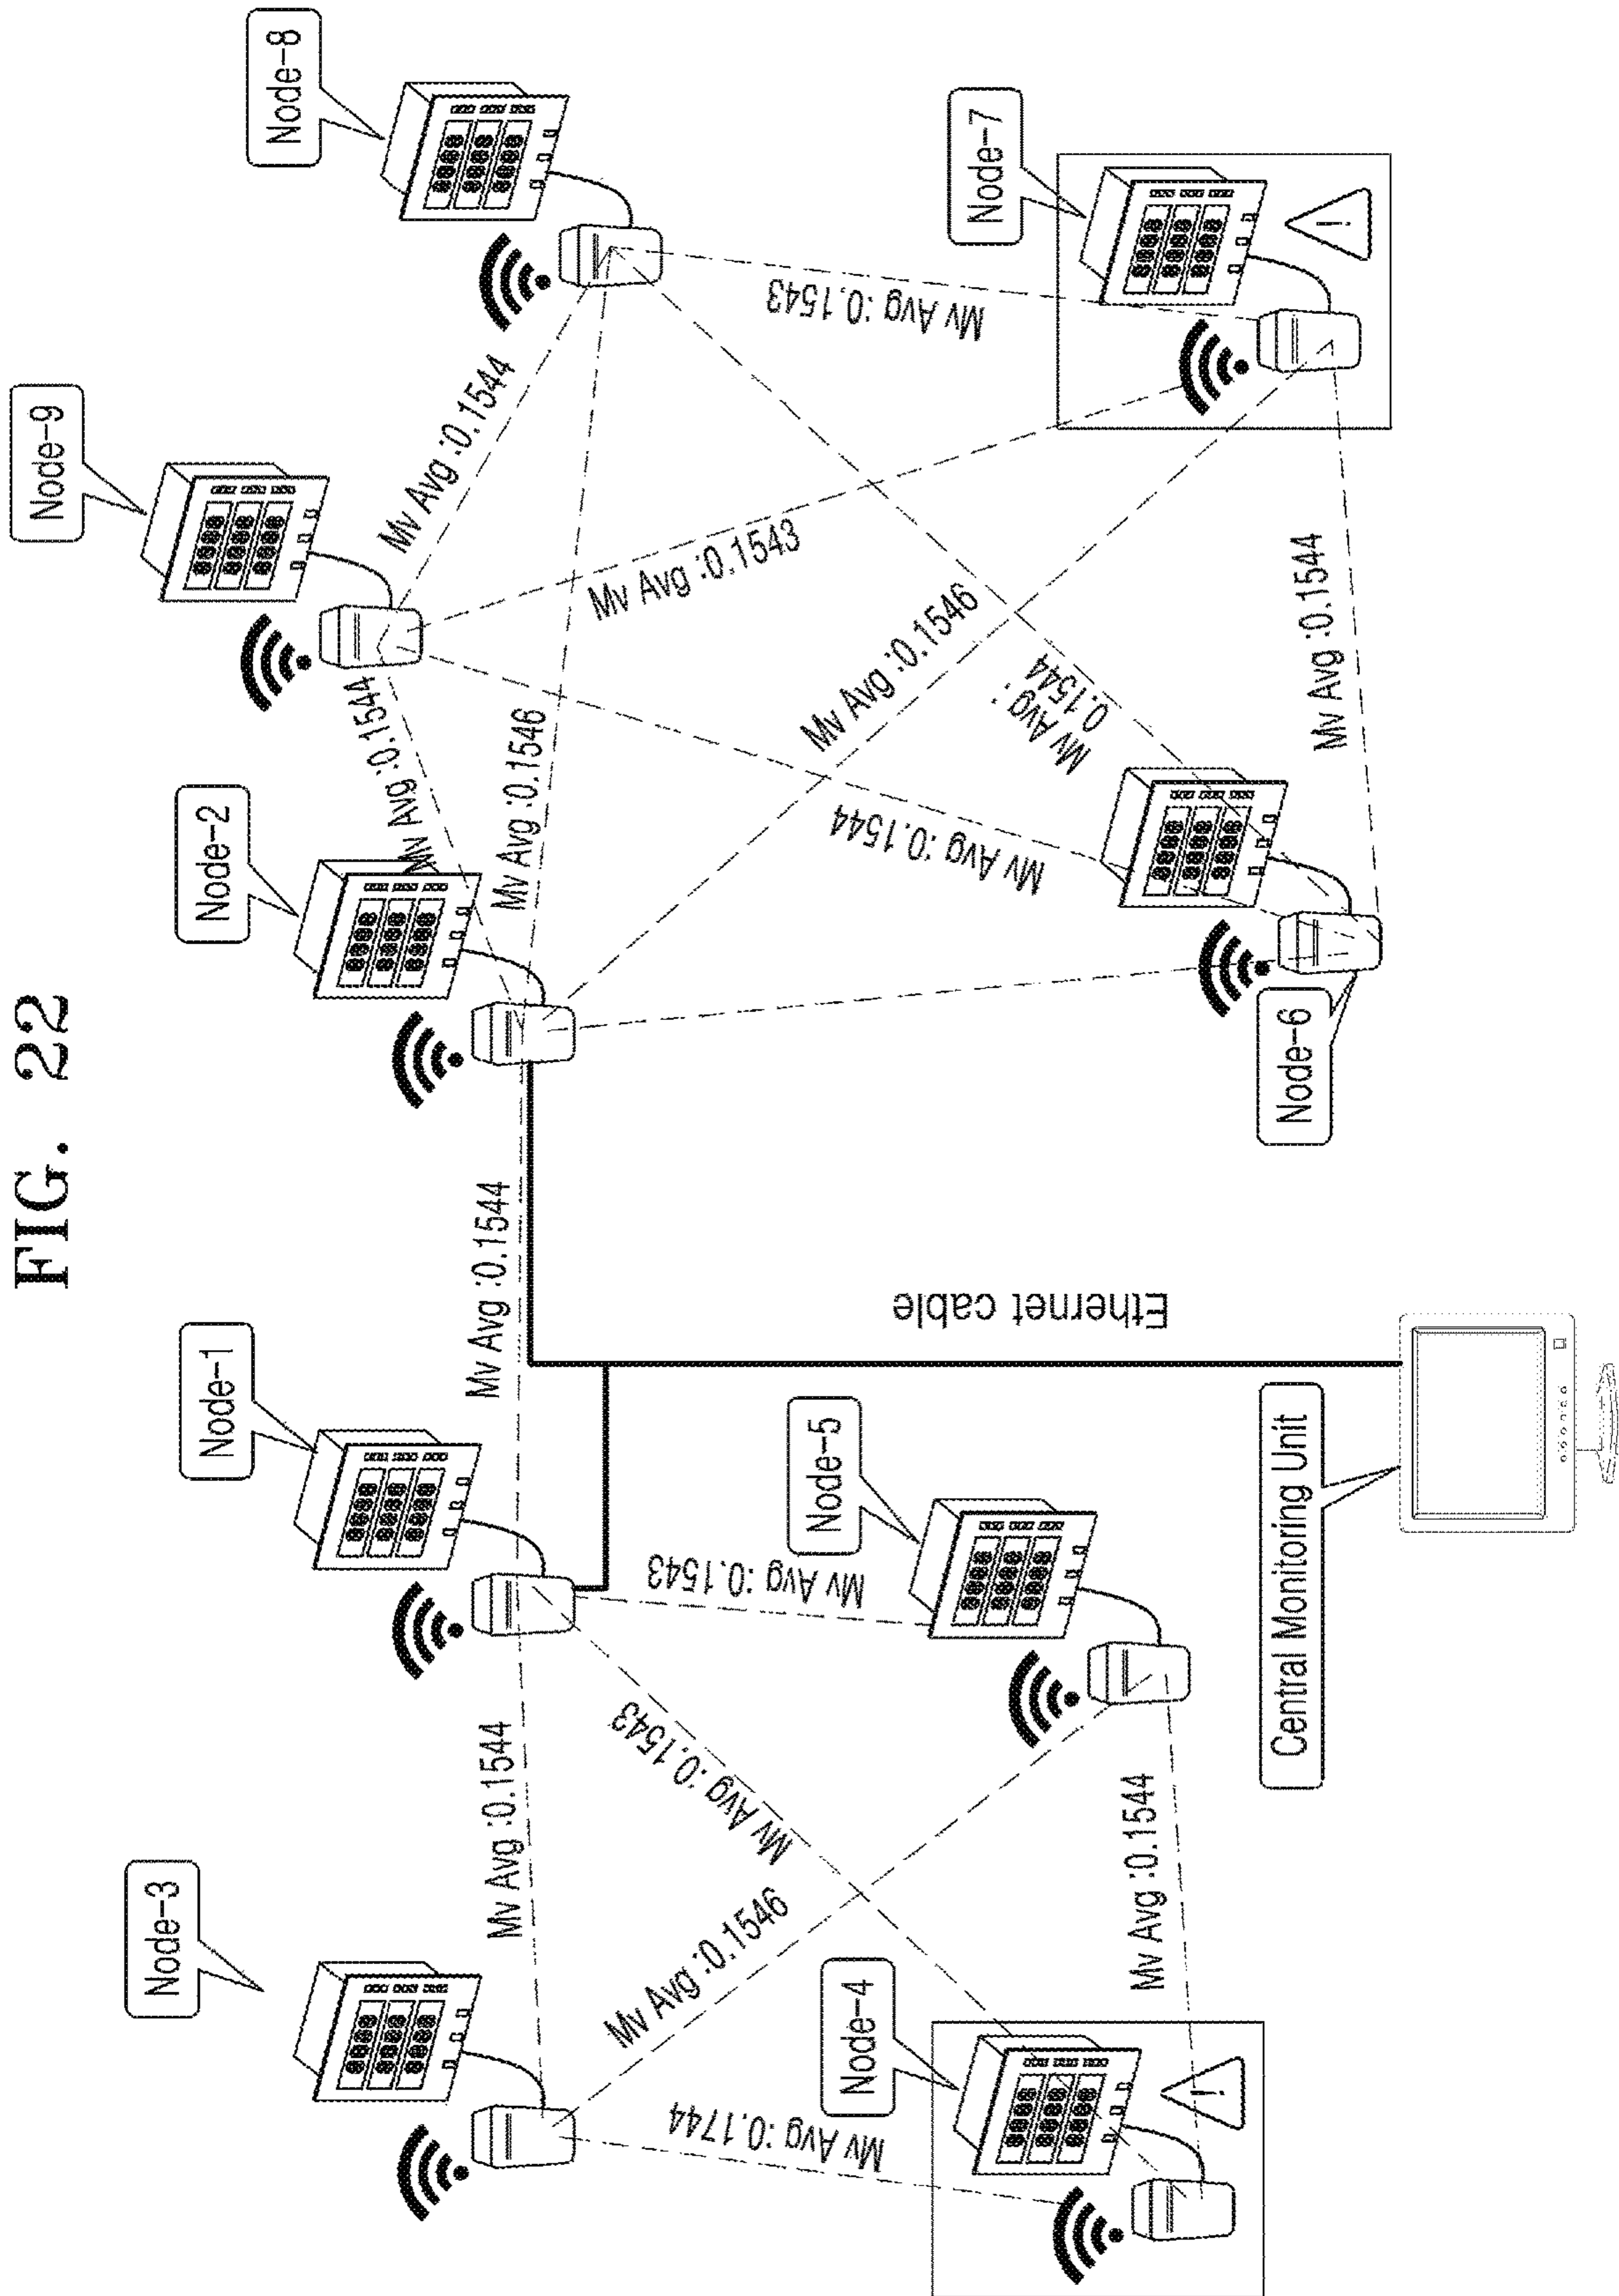 FIG. 22
Node-3
Node-1
Node-2
Node-9
Node-8
Mv Avg :0.1544
Mv Avg :0.1544
Mv Avg :0.1544
Mv Avg :0.1544
Mv Avg :0.1546
Mv Avg :0.1546
Mv Avg :0.1744
Mv Avg :0.1543
Mv Avg :0.1543
Node-4
Node-5
Mv Avg :0.1544
Ethernet cable
Mv Avg :0.1543
Mv Avg :0.1543
Mv Avg :0.1546
Mv Avg :0.1544
Mv Avg :
0.1544
Node-7
Node-6
Mv Avg :0.1544
Central Monitoring Unit
!
!